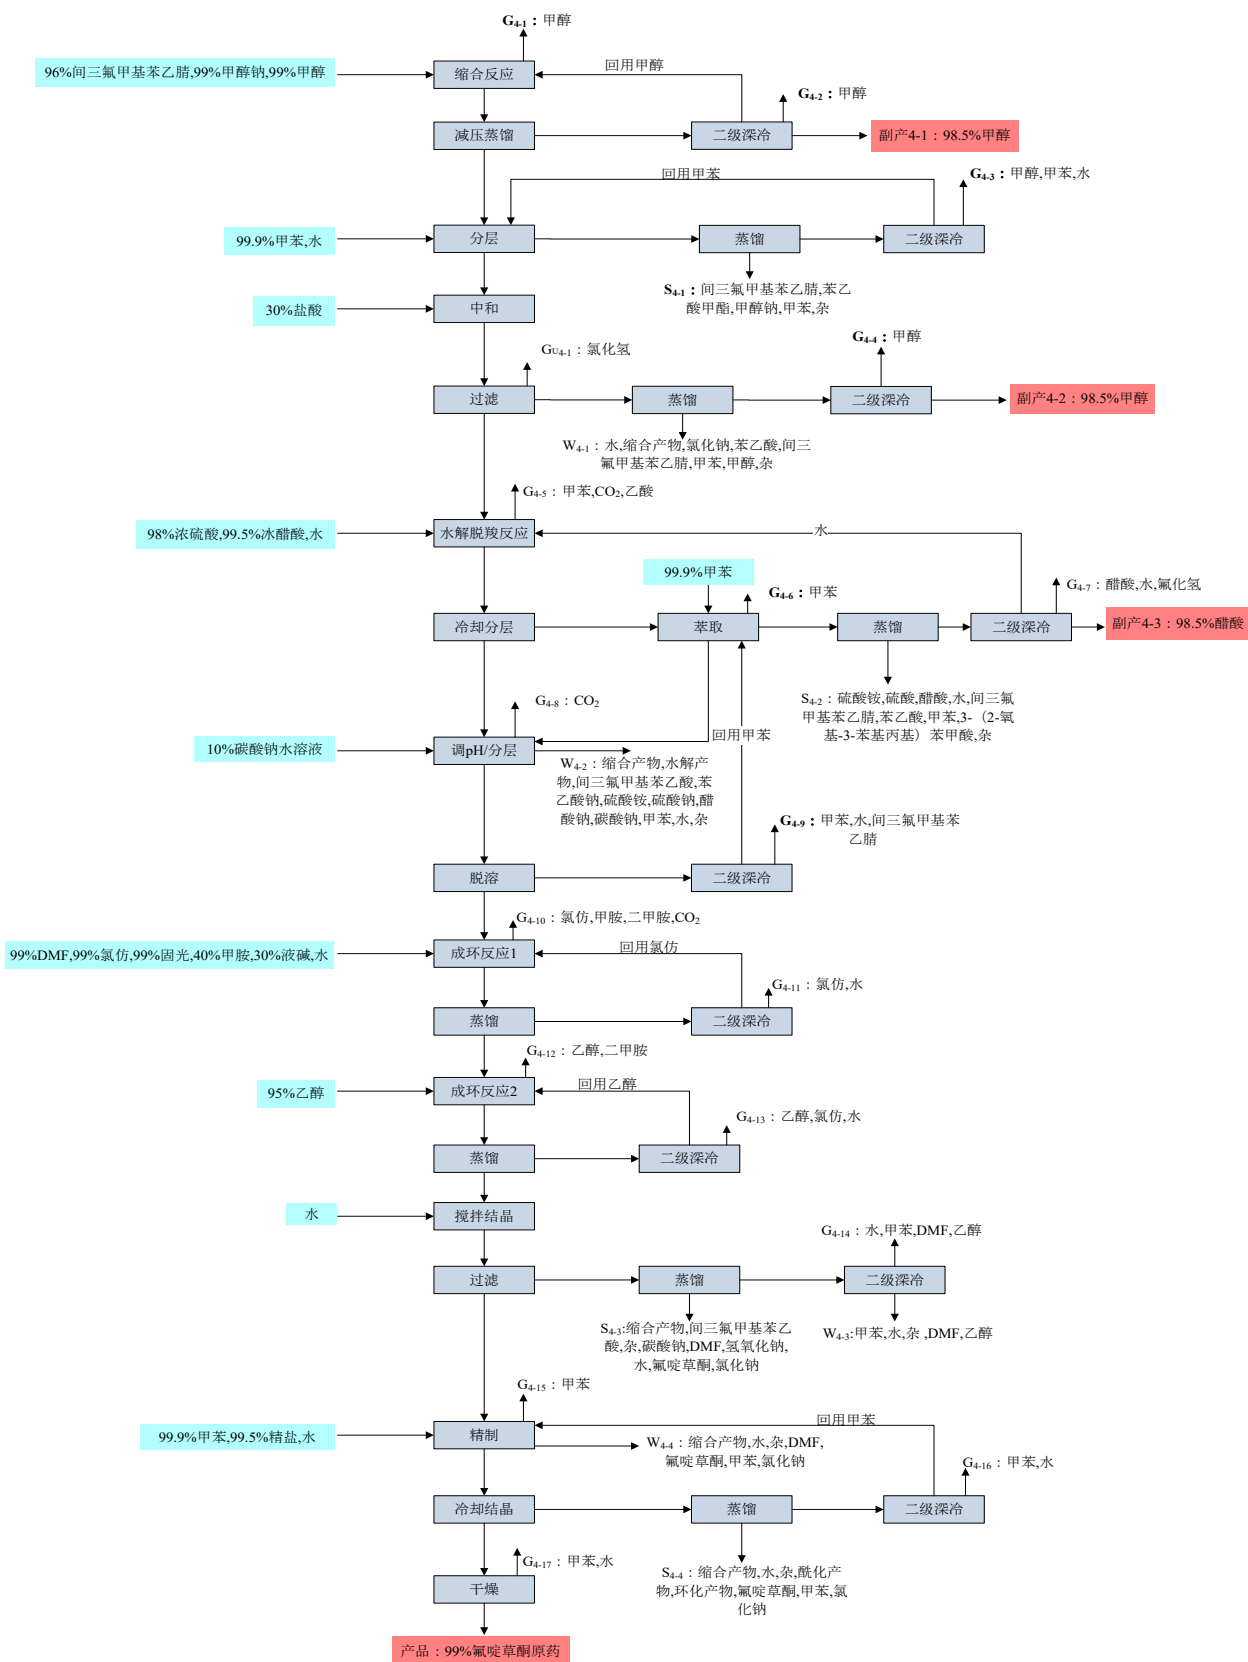 G4-1：甲醇
96%间三氟甲基苯乙腈,99%甲醇钠,99%甲醇
缩合反应
回用甲醇
G4-2：甲醇
减压蒸馏
二级深冷
副产4-1：98.5%甲醇
回用甲苯
G4-3：甲醇,甲苯,水
99.9%甲苯,水
分层
蒸馏
二级深冷
S4-1：间三氟甲基苯乙腈,苯乙
酸甲酯,甲醇钠,甲苯,杂
30%盐酸
中和
GU4-1：氯化氢
G4-4：甲醇
过滤
蒸馏
二级深冷
副产4-2：98.5%甲醇
W4-1：水,缩合产物,氯化钠,苯乙酸,间三
氟甲基苯乙腈,甲苯,甲醇,杂
G4-5：甲苯,CO2,乙酸
98%浓硫酸,99.5%冰醋酸,水
水解脱羧反应
水
99.9%甲苯
G4-6：甲苯
G4-7：醋酸,水,氟化氢
冷却分层
萃取
蒸馏
二级深冷
副产4-3：98.5%醋酸
S4-2：硫酸铵,硫酸,醋酸,水,间三氟
甲基苯乙腈,苯乙酸,甲苯,3-（2-氧
基-3-苯基丙基）苯甲酸,杂
G4-8：CO2
回用甲苯
10%碳酸钠水溶液
调pH/分层
W4-2：缩合产物,水解产
物,间三氟甲基苯乙酸,苯
乙酸钠,硫酸铵,硫酸钠,醋
酸钠,碳酸钠,甲苯,水,杂
G4-9：甲苯,水,间三氟甲基苯
乙腈
脱溶
二级深冷
G4-10：氯仿,甲胺,二甲胺,CO2
99%DMF,99%氯仿,99%固光,40%甲胺,30%液碱,水
成环反应1
回用氯仿
G4-11：氯仿,水
蒸馏
二级深冷
G4-12：乙醇,二甲胺
95%乙醇
成环反应2
回用乙醇
G4-13：乙醇,氯仿,水
蒸馏
二级深冷
水
搅拌结晶
G4-14：水,甲苯,DMF,乙醇
过滤
蒸馏
二级深冷
S4-3:缩合产物,间三氟甲基苯乙
酸,杂,碳酸钠,DMF,氢氧化钠,
水,氟啶草酮,氯化钠
W4-3:甲苯,水,杂 ,DMF,乙醇
G4-15：甲苯
99.9%甲苯,99.5%精盐,水
精制
回用甲苯
W4-4：缩合产物,水,杂,DMF,
氟啶草酮,甲苯,氯化钠
G4-16：甲苯,水
冷却结晶
蒸馏
二级深冷
G4-17：甲苯,水
S4-4：缩合产物,水,杂,酰化产
物,环化产物,氟啶草酮,甲苯,氯
化钠
干燥
产品：99%氟啶草酮原药